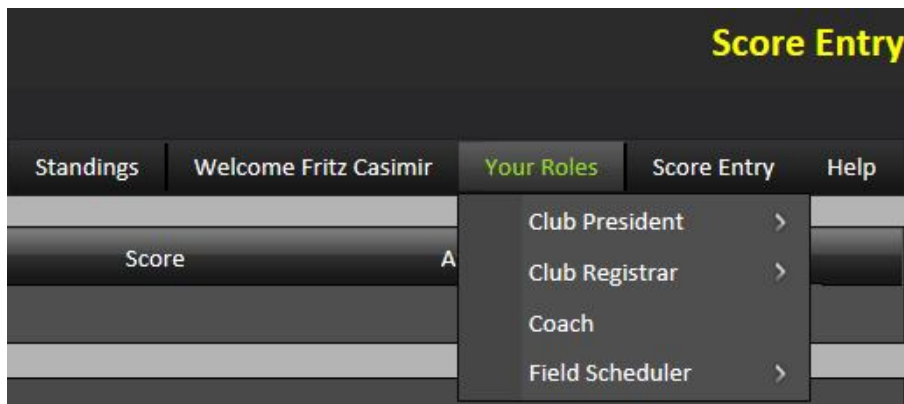 Score Entry
Standings Welcome Fritz Casimir Your Roles Score Entry Help
Club President
Score A
Club Registrar
Coach
Field Scheduler